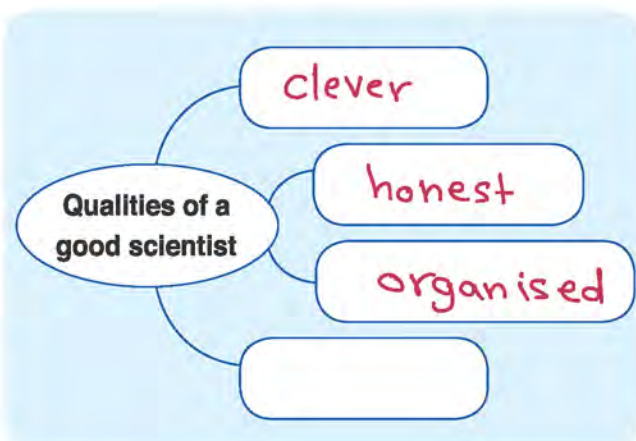 clever
Qualities of a
good scientist
honest
organised